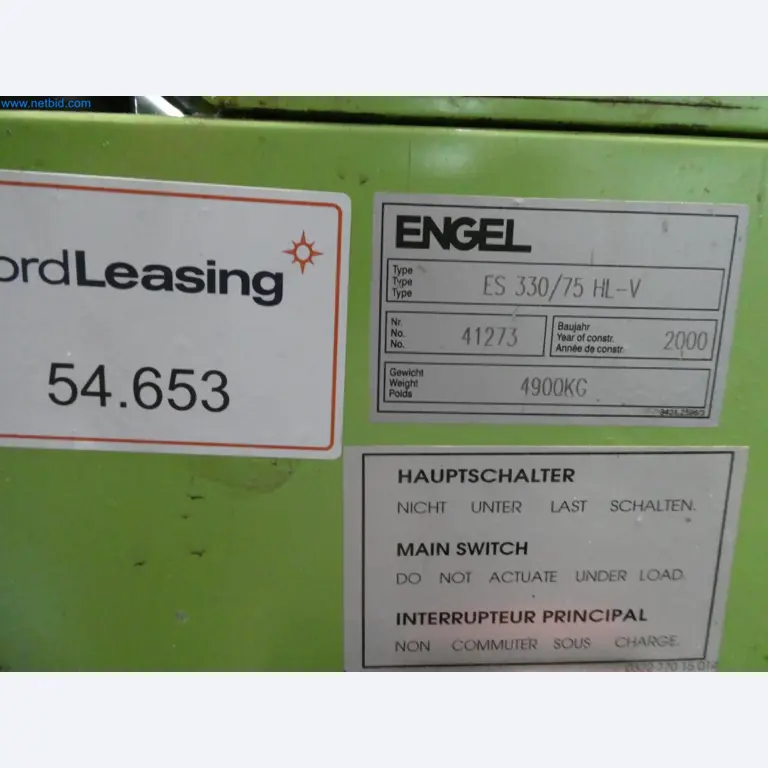 www.netbid.com
ordLeasing
54.653
ENGEL
Type
Type
Type
ES 330/75 HL-V
Nr.
No.
No.
41273
Baujahr
Year of constr.
Année de constr.
2000
Gewicht
Weight
Poids
4900KG
HAUPTSCHALTER
NICHT UNTER LAST SCHALTEN.
MAIN SWITCH
DO NOT ACTUATE UNDER LOAD.
INTERRUPTEUR PRINCIPAL
NON COMMUTER SOUS CHARGE.